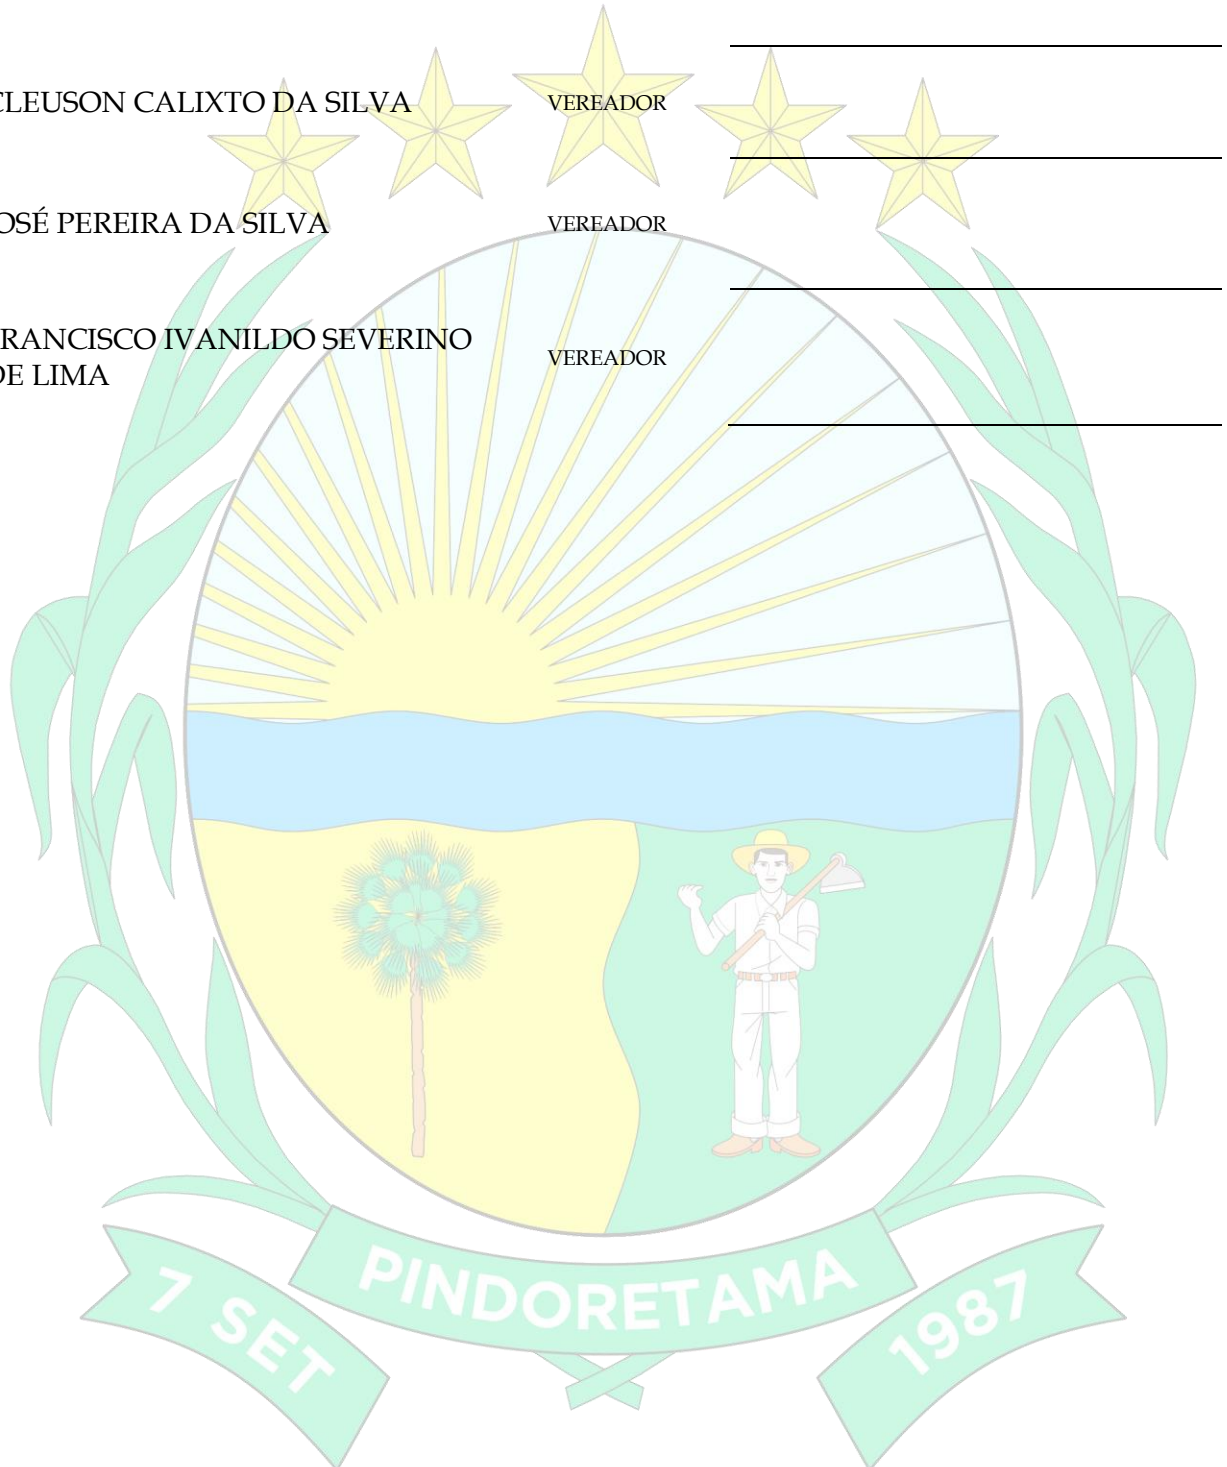 CLEUSON CALIXTO DA SILVA VEREADOR
OSÉ PEREIRA DA SILVA VEREADOR
RANCISCO IVANILDO SEVERINO
DE LIMA VEREADOR
7 SET PINDORETAMA 1987